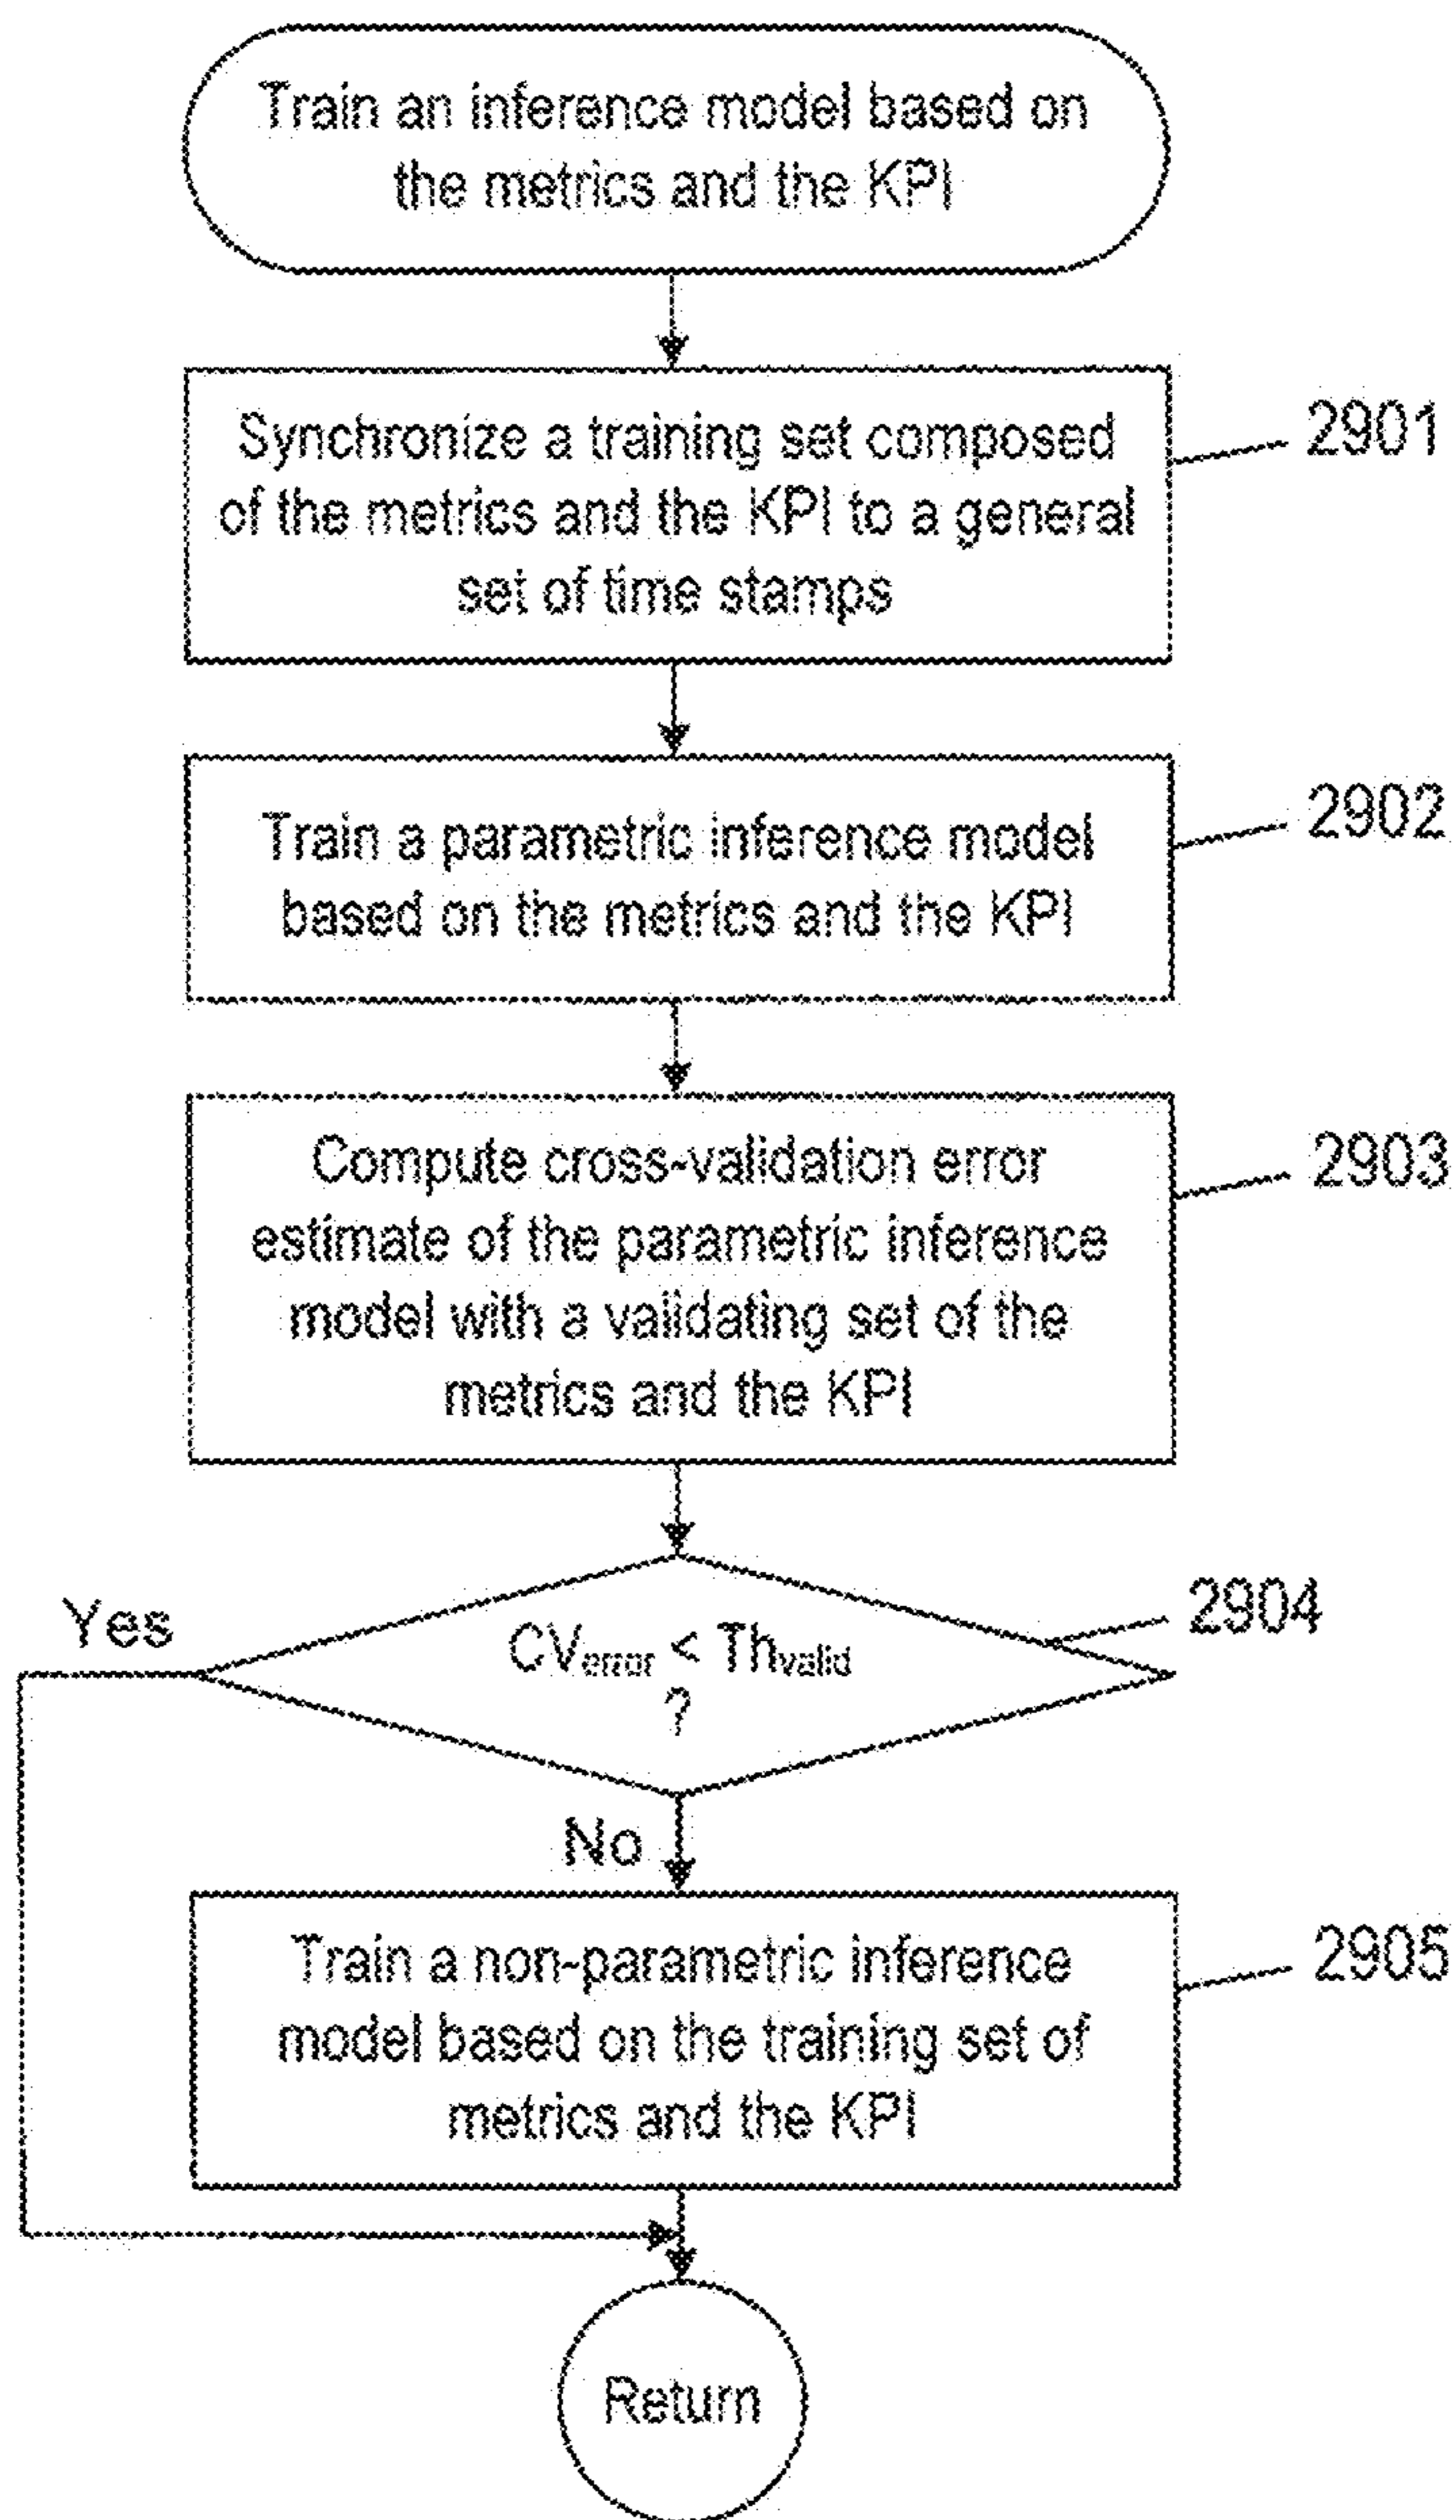 Train an inference model based on
the metrics and the KPI
Synchronize a training set composed
of the metrics and the KPI to a general
set of time stamps
2901
Train a parametric inference model
based on the metrics and the KPI
2902
Compute cross-validation error
estimate of the parametric inference
model with a validating set of the
metrics and the KPI
2903
Yes
CVerror < Thvalid
?
2904
No
Train a non-parametric inference
model based on the training set of
metrics and the KPI
2905
Return